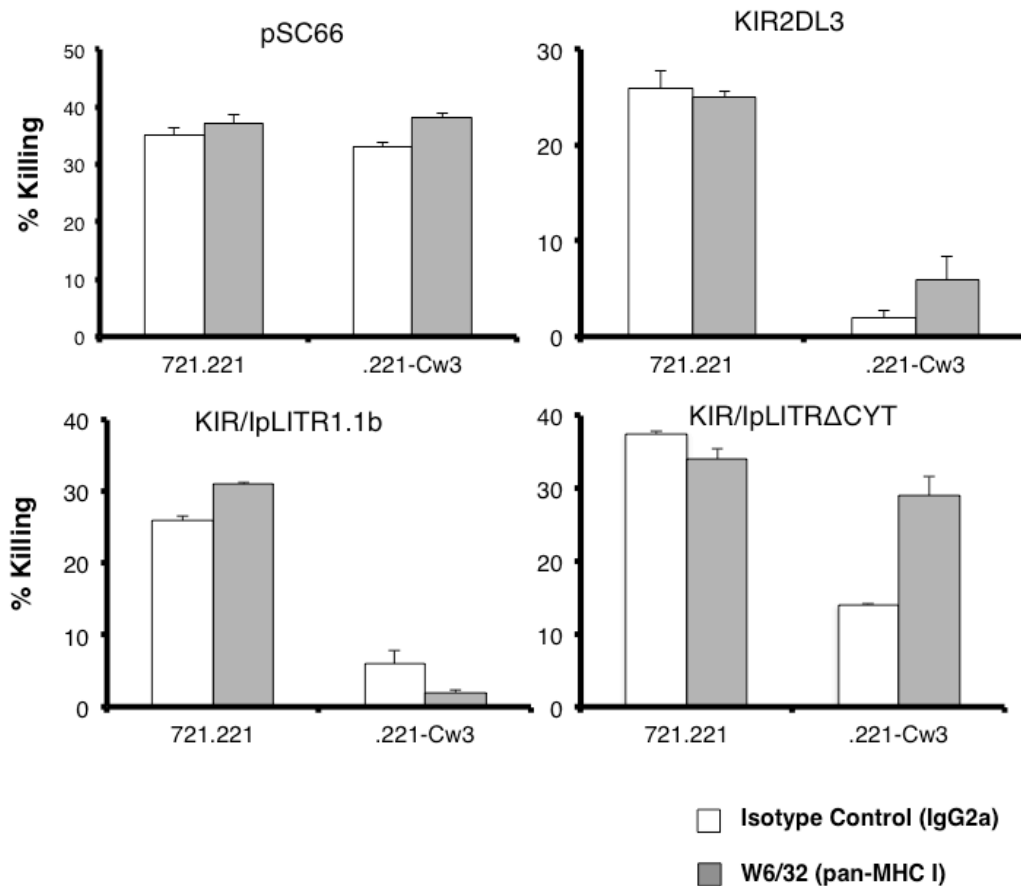 pSC66
50
40
30
20
10
0
% Killing
721.221 .221-Cw3
KIR2DL3
30
20
10
0
721.221 .221-Cw3
KIR/IpLITR1.1b
40
30
20
10
0
% Killing
721.221 .221-Cw3
KIR/IpLITRΔCYT
40
30
20
10
0
721.221 .221-Cw3
Isotype Control (IgG2a)
W6/32 (pan-MHC I)